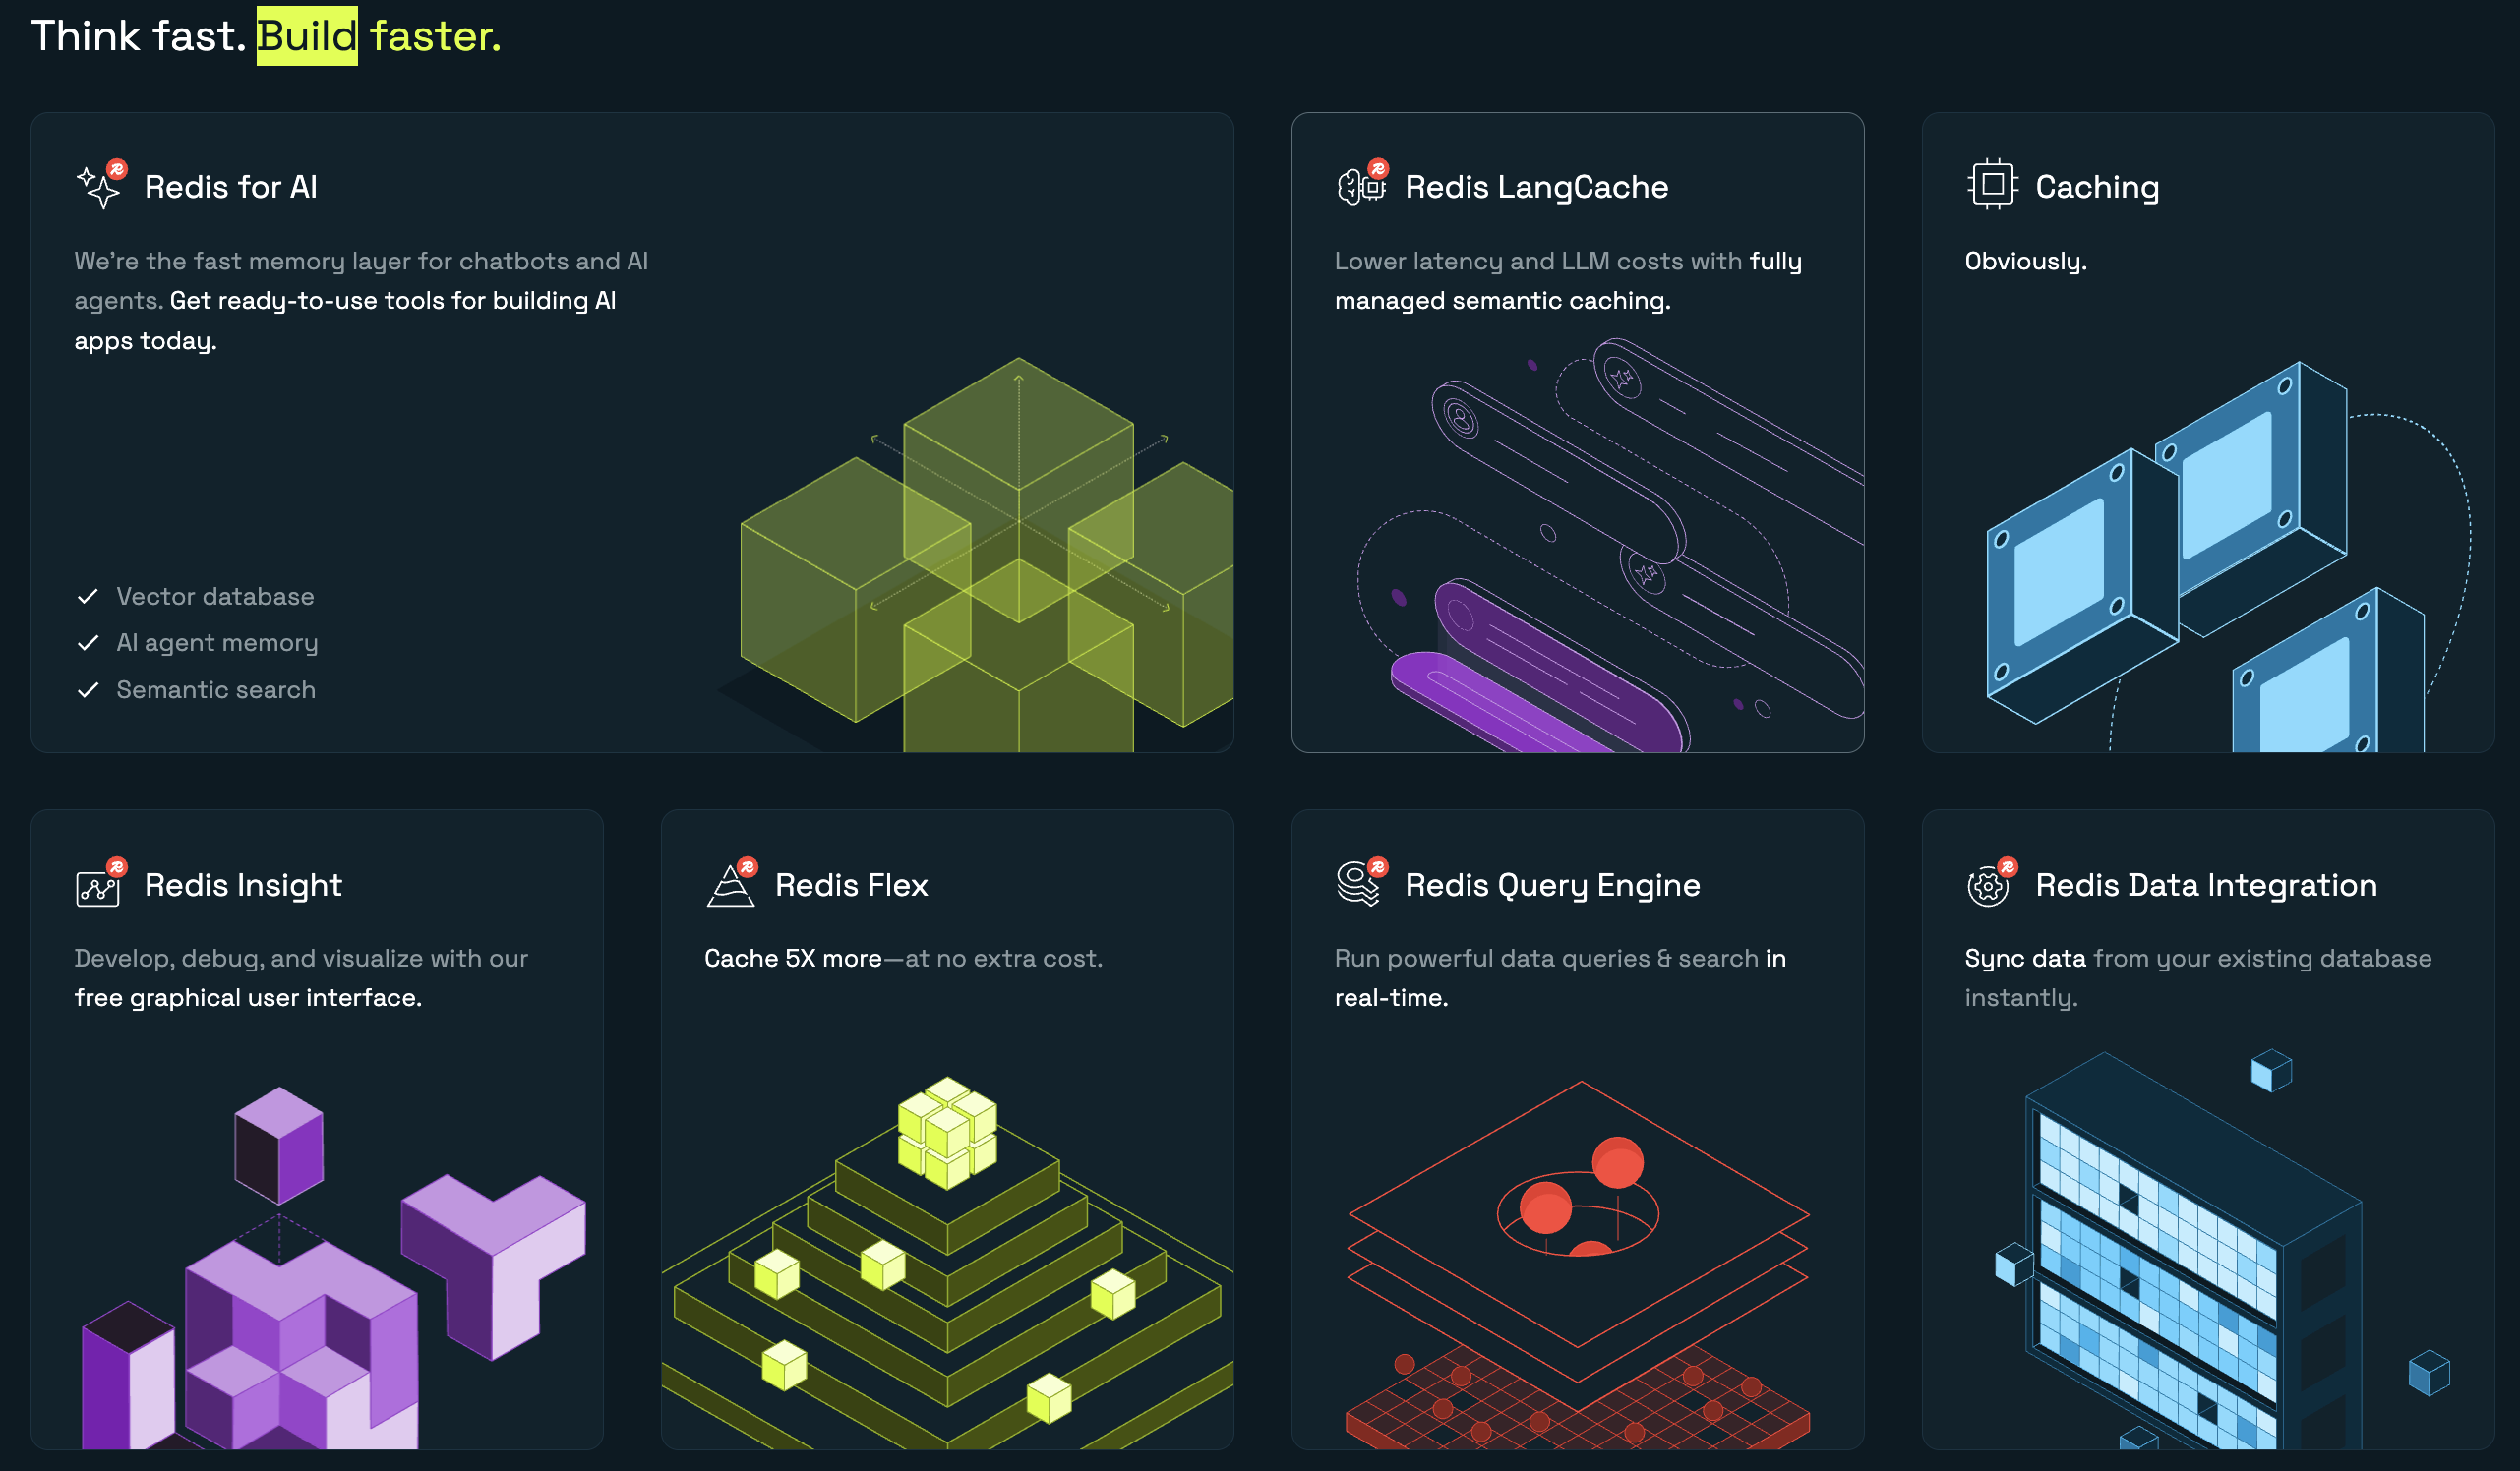 Think fast. Build faster.
Redis for AI
We're the fast memory layer for chatbots and AI
agents. Get ready-to-use tools for building AI
apps today.
Vector database
AI agent memory
Semantic search
Redis LangCache
Lower latency and LLM costs with fully
managed semantic caching.
Caching
Obviously.
Redis Insight
Develop, debug, and visualize with our
free graphical user interface.
Redis Flex
Cache 5X more—at no extra cost.
Redis Query Engine
Run powerful data queries & search in
real-time.
Redis Data Integration
Sync data from your existing database
instantly.